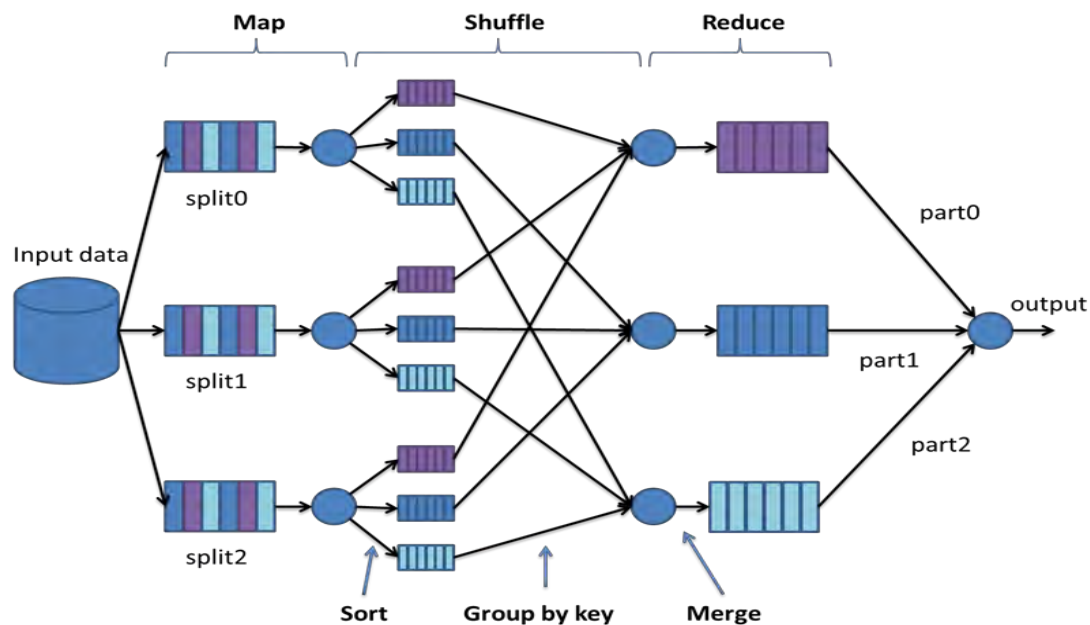 Map
Shuffle
Reduce
split0
part0
Input data
output
split1
part1
part2
split2
Sort
Group by key
Merge